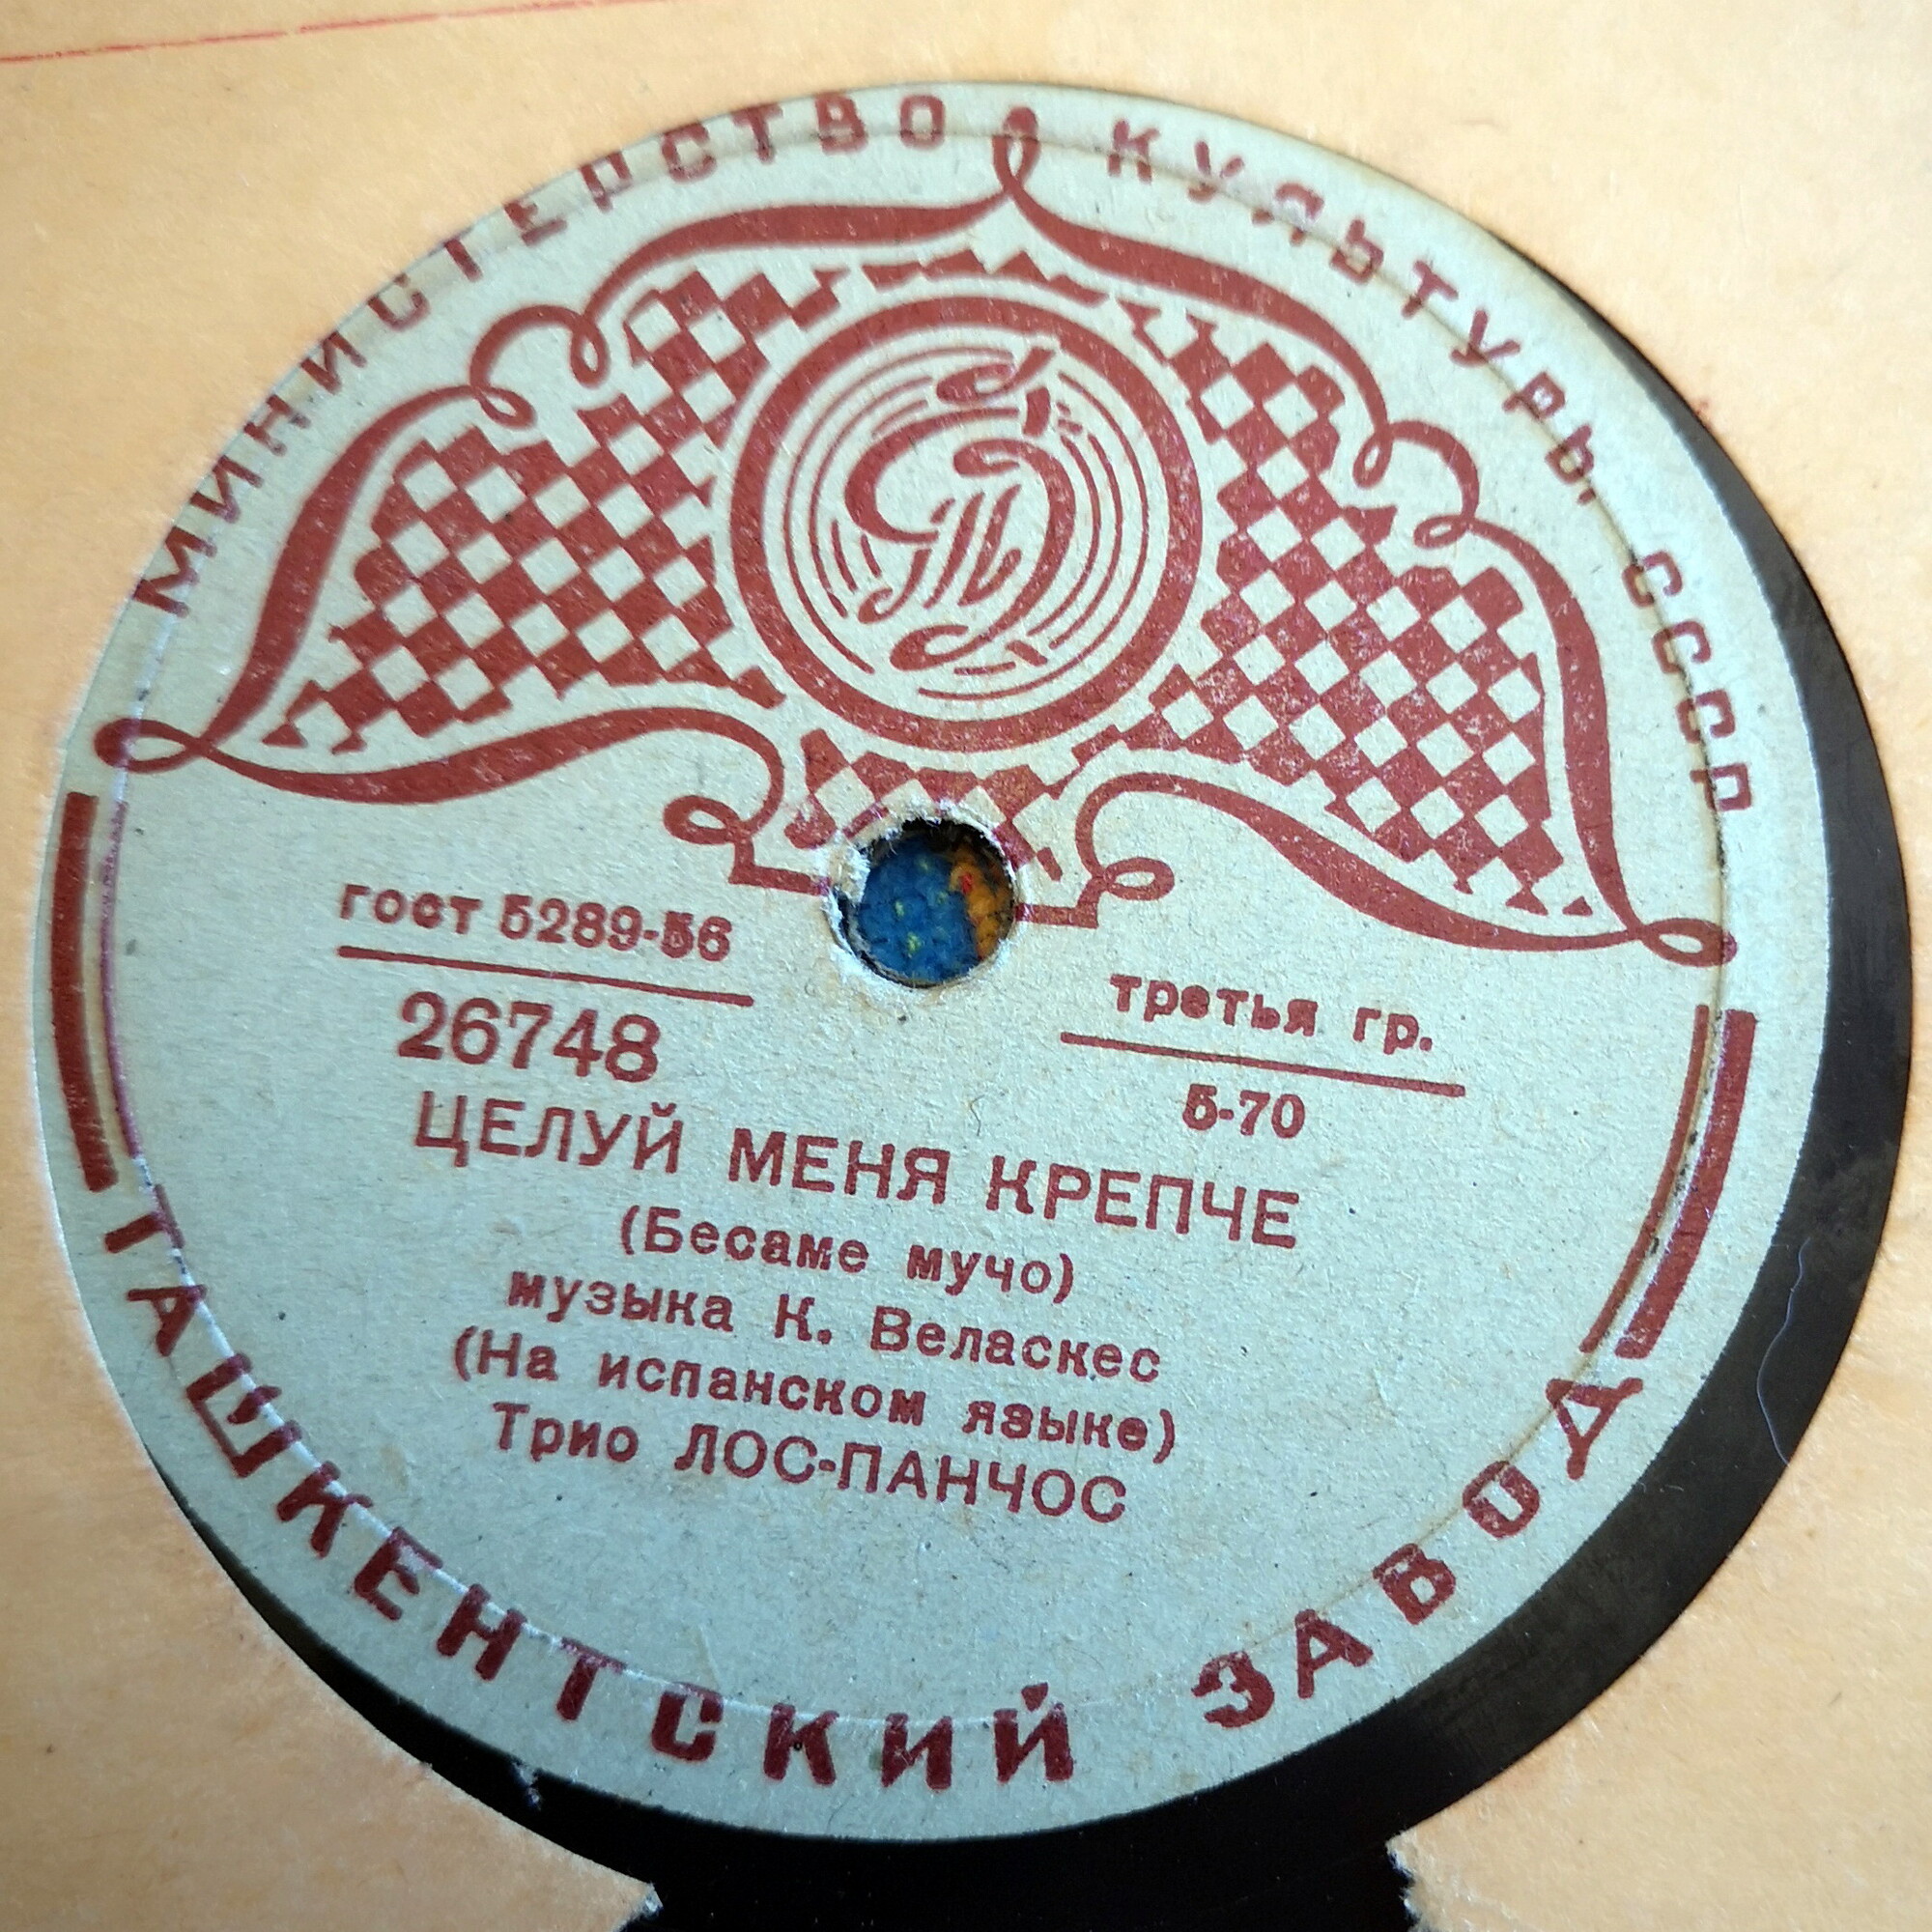 МИНИСТЕРСТВО КУЛЬТУРЫ СССР
гост 5289-56
26748
третья гр.
5-70
ЦЕЛУЙ МЕНЯ КРЕПЧЕ
(Бесаме мучо)
музыка К. Веласкес
(На испанском языке)
Трио ЛОС-ПАНЧОС
ТАШКЕНТСКИЙ ЗАВОД